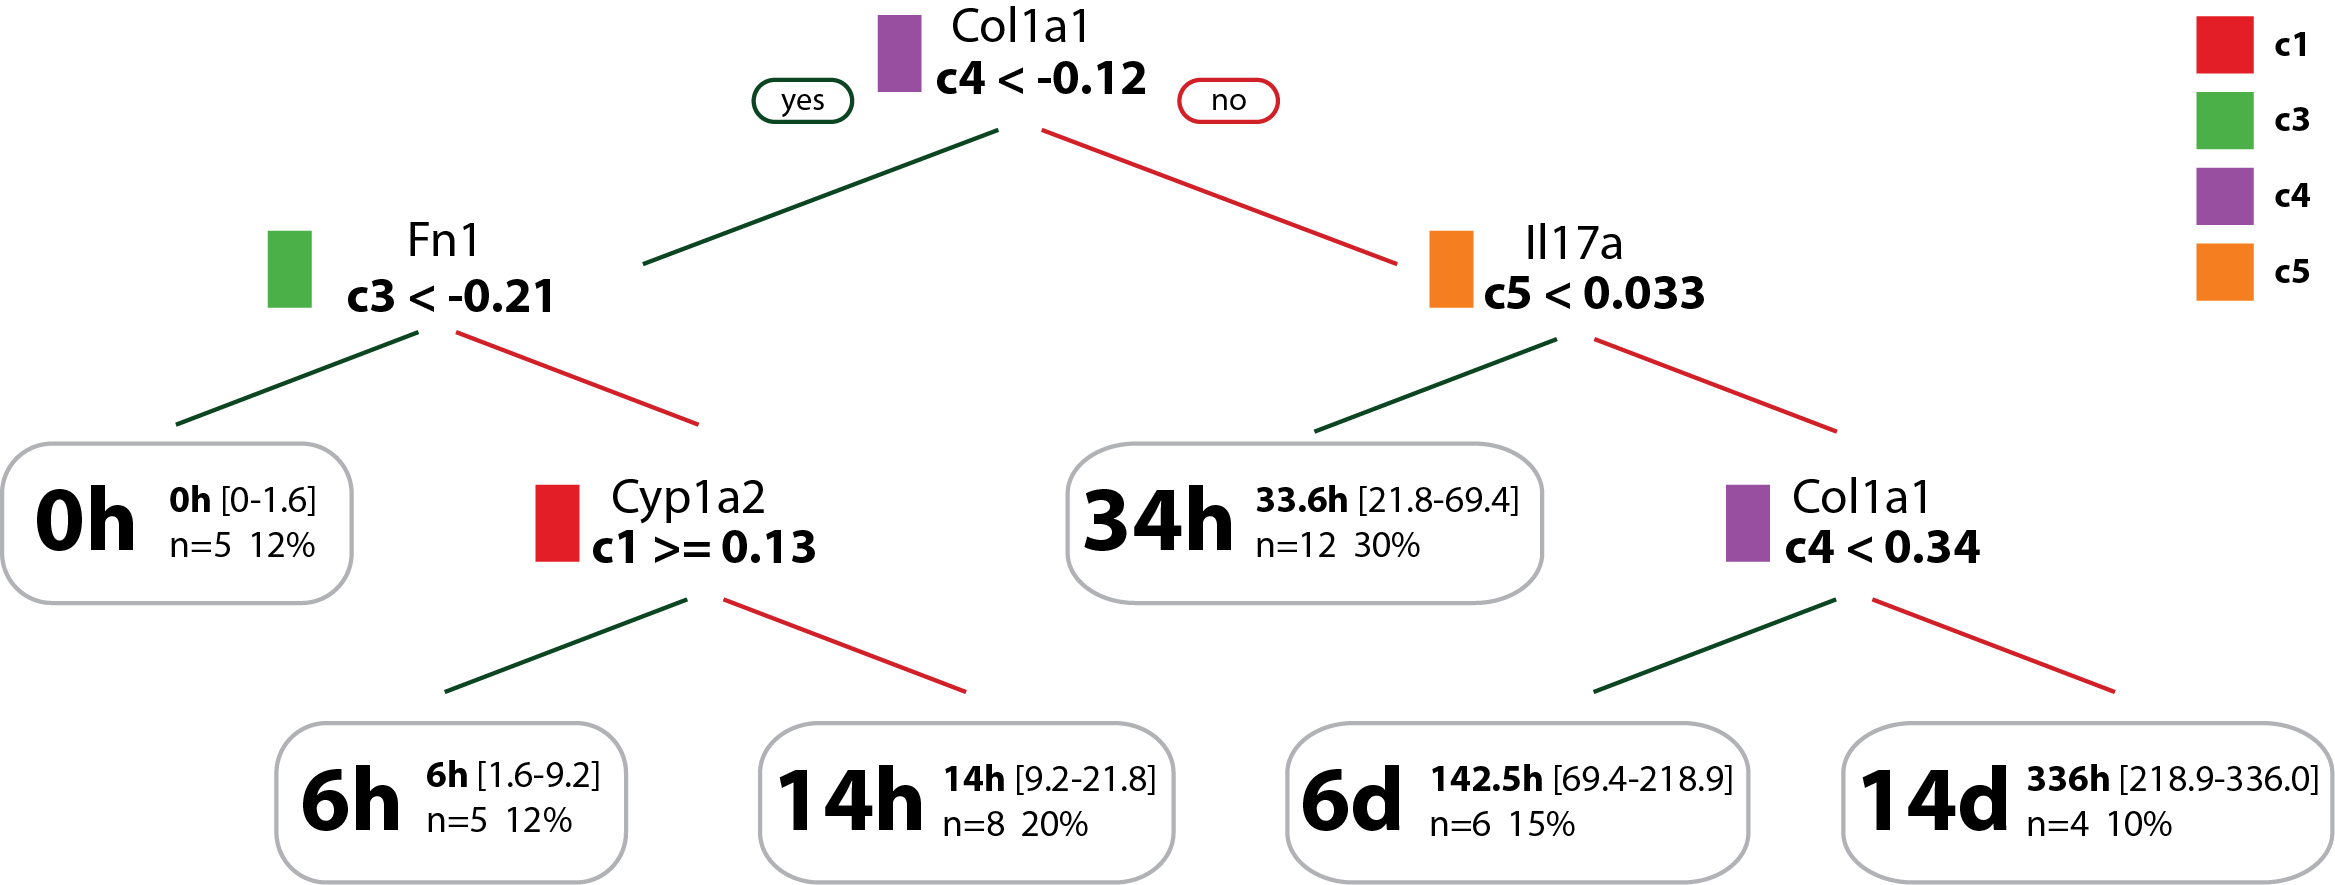 Col1a1
c4 < -0.12
yes
no
c1
c3
c4
c5
Fn1
c3 < -0.21
Il17a
c5 < 0.033
0h
0h [0-1.6]
n=5 12%
Cyp1a2
c1 >= 0.13
34h
33.6h [21.8-69.4]
n=12 30%
Col1a1
c4 < 0.34
6h
6h [1.6-9.2]
n=5 12%
14h
14h [9.2-21.8]
n=8 20%
6d
142.5h [69.4-218.9]
n=6 15%
14d
336h [218.9-336.0]
n=4 10%